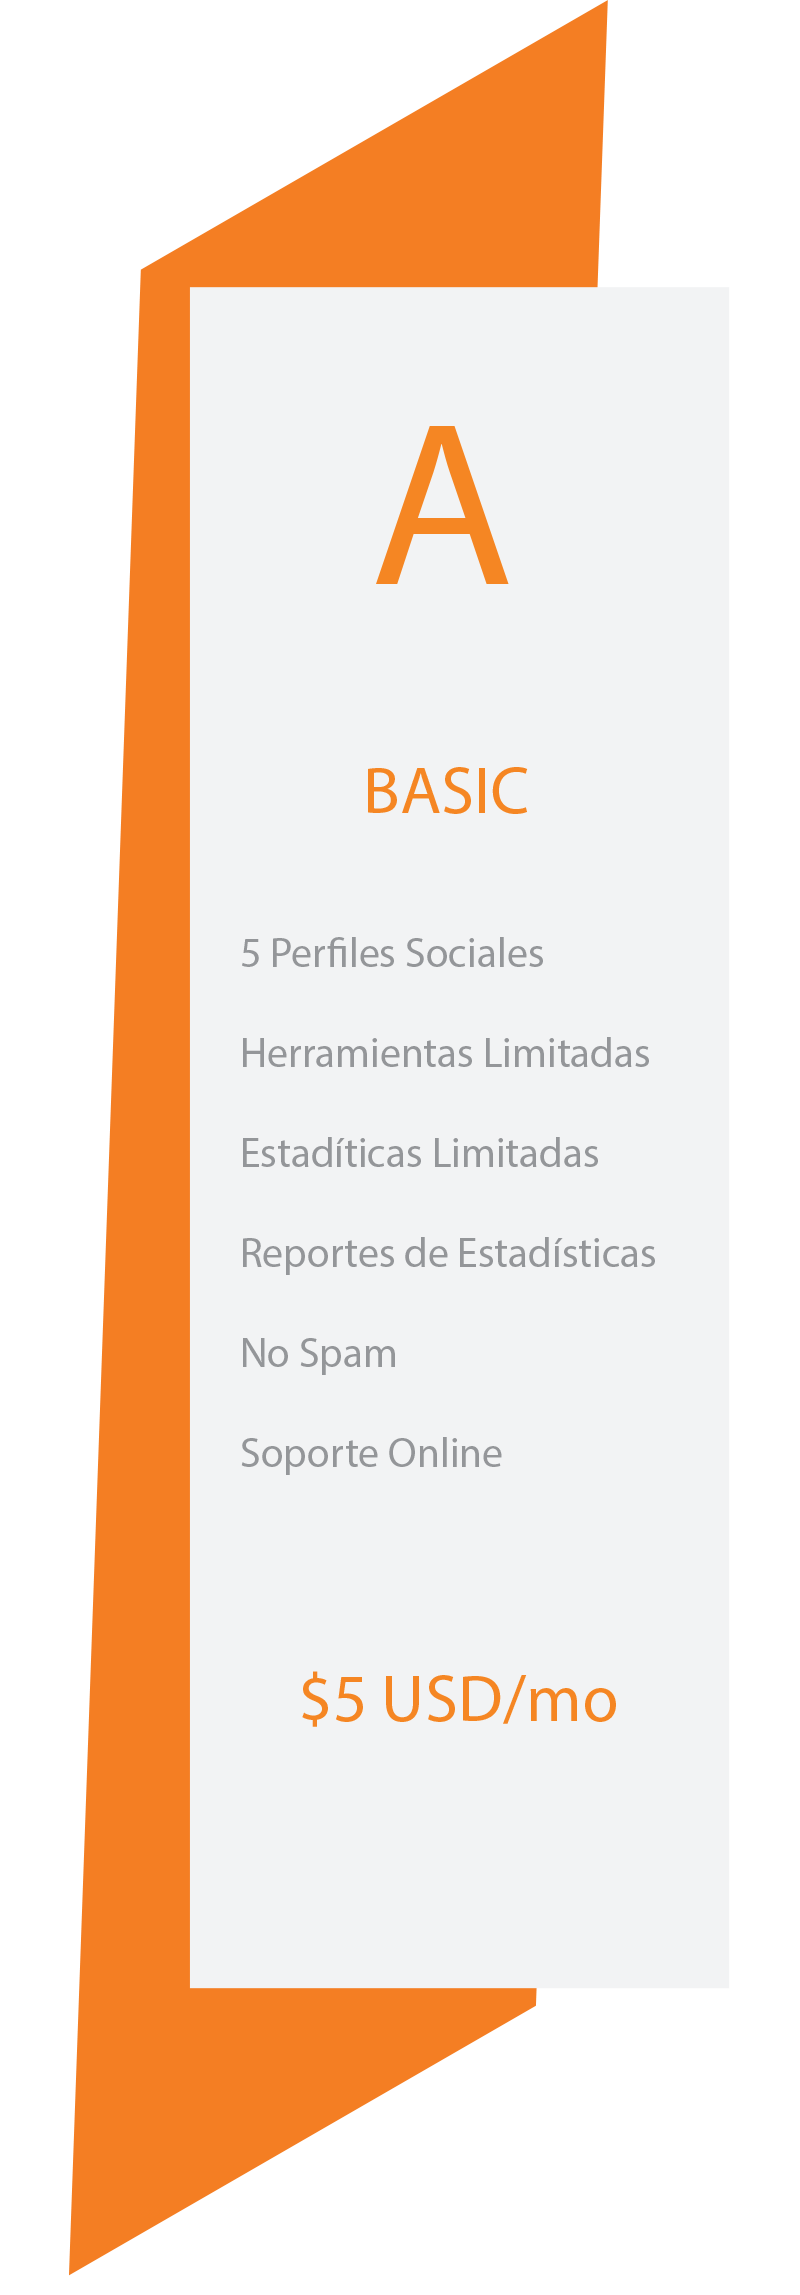 A
BASIC
5 Perfiles Sociales
Herramientas Limitadas
Estadíticas Limitadas
Reportes de Estadísticas
No Spam
Soporte Online
$5 USD/mo